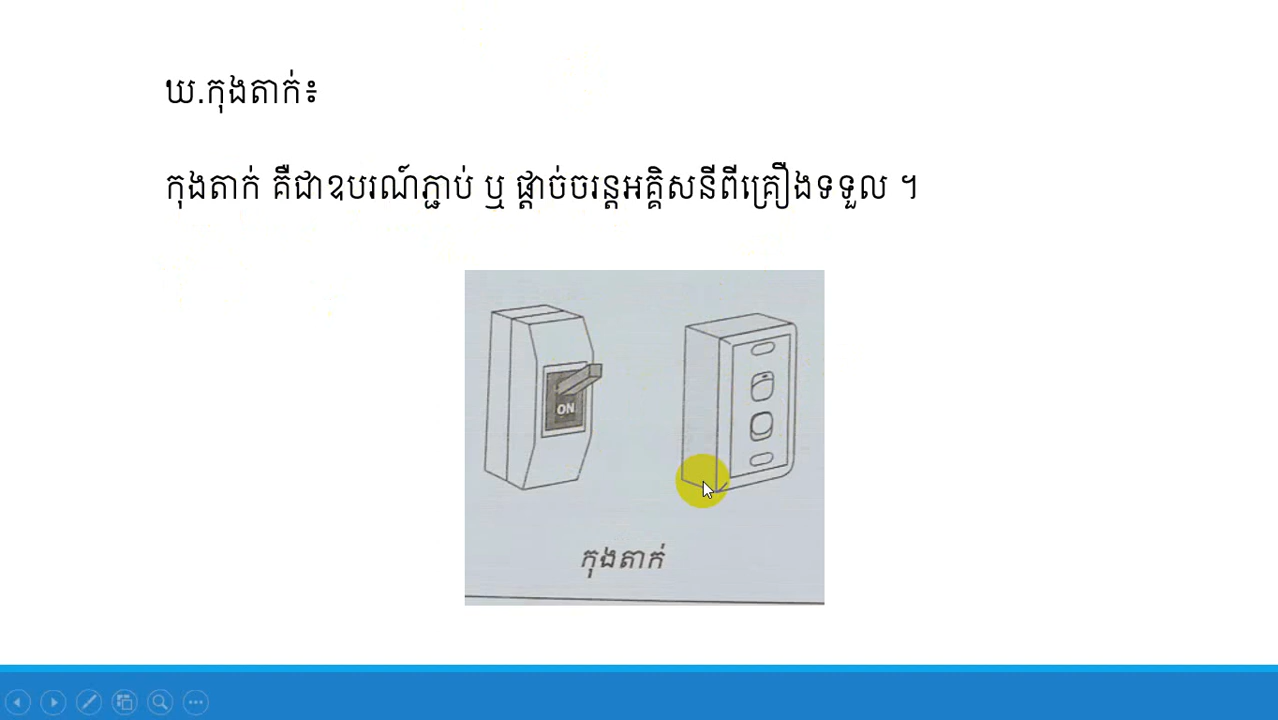 ឃ.កុងតាក់៖
កុងតាក់ គឺជាឧបរណ៍ភ្ជាប់ ឬ ផ្ដាច់ចរន្តអគ្គិសនីពីគ្រឿងទទួល ។
ON
កុងតាក់